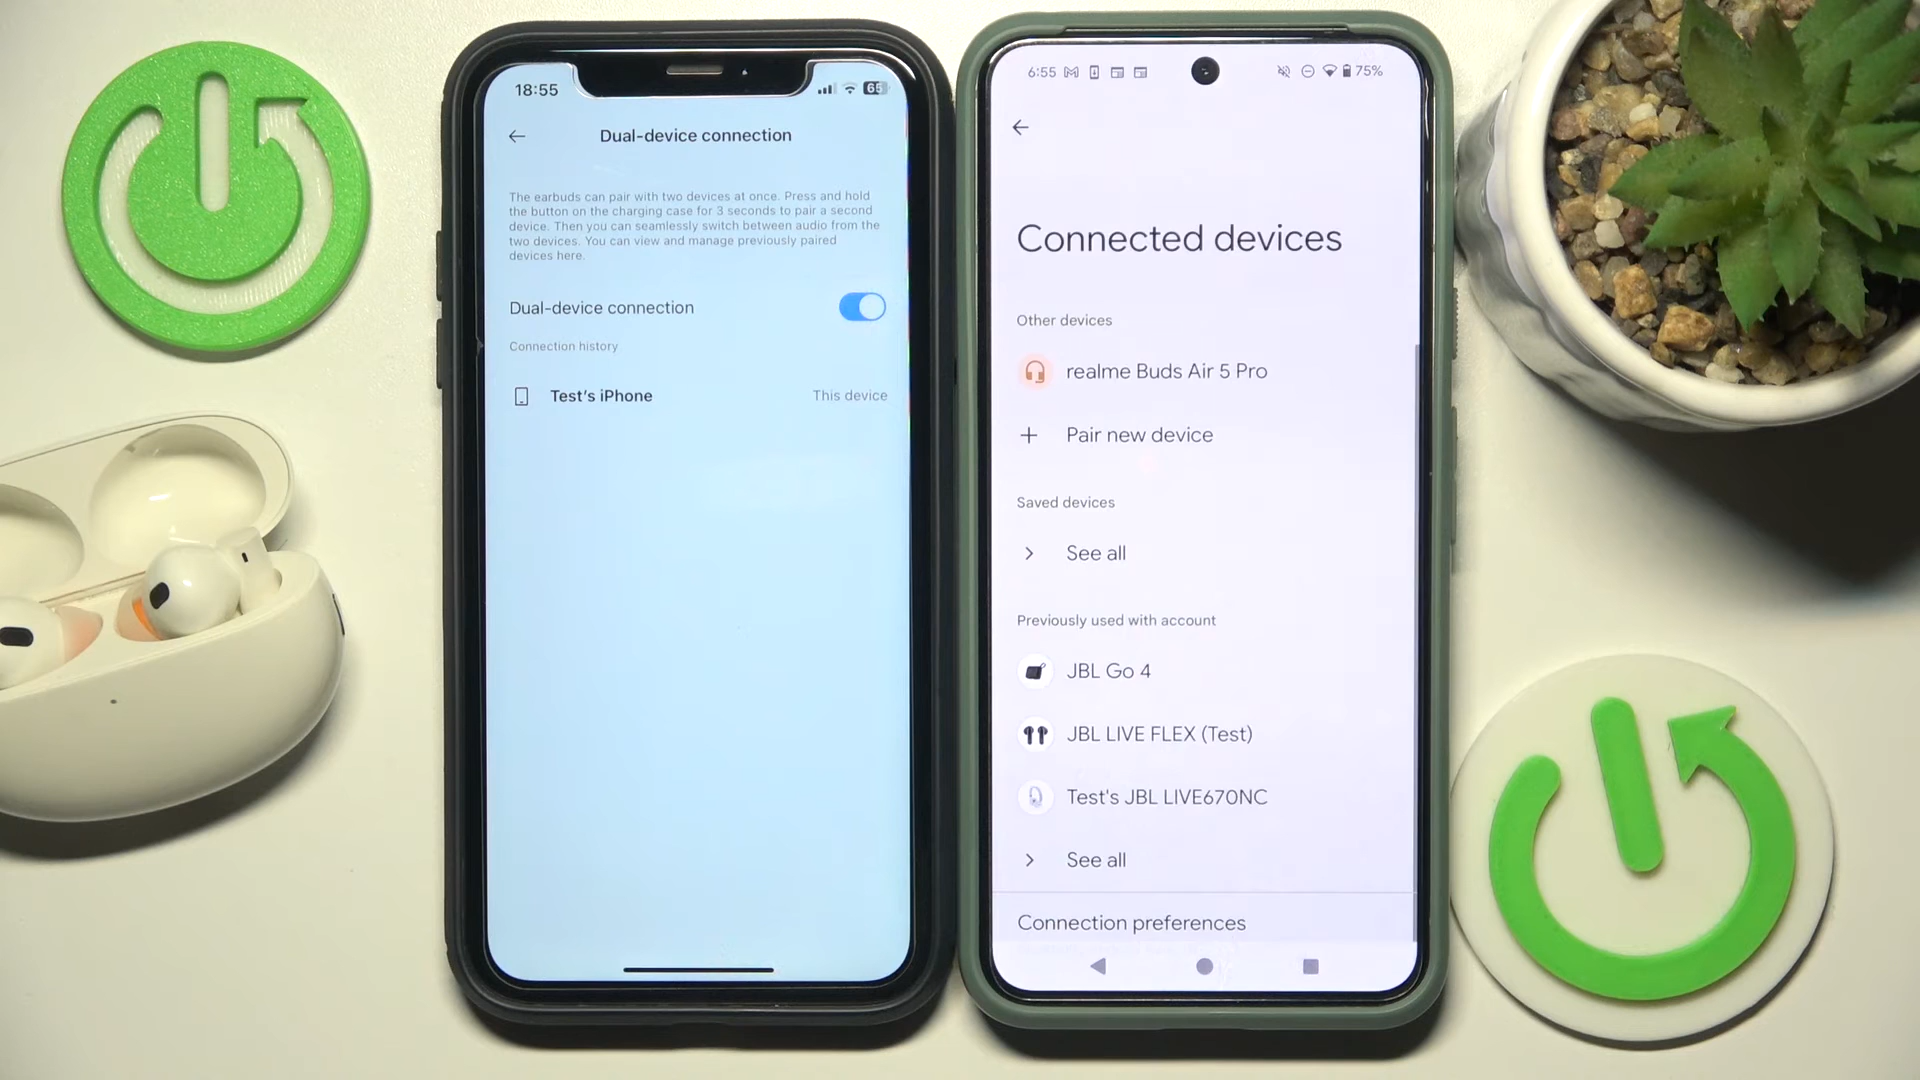 18:55
65
Dual-device connection
The earbuds can pair with two devices at once. Press and hold
the button on the charging case for 3 seconds to pair a second
device. Then you can seamlessly switch between audio from the
two devices. You can view and manage previously paired
devices here.
Dual-device connection
Connection history
Test's iPhone
This device
6:55
75%
Connected devices
Other devices
realme Buds Air 5 Pro
Pair new device
Saved devices
See all
Previously used with account
JBL Go 4
JBL LIVE FLEX (Test)
Test's JBL LIVE670NC
See all
Connection preferences